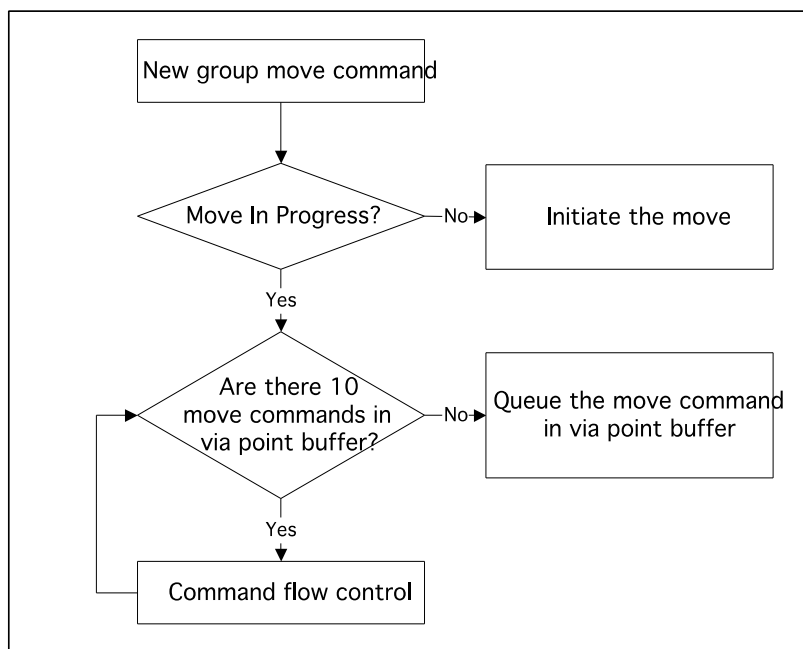 New group move command
Move In Progress?
No
Initiate the move
Yes
Are there 10
move commands in
via point buffer?
No
Queue the move command
in via point buffer
Yes
Command flow control